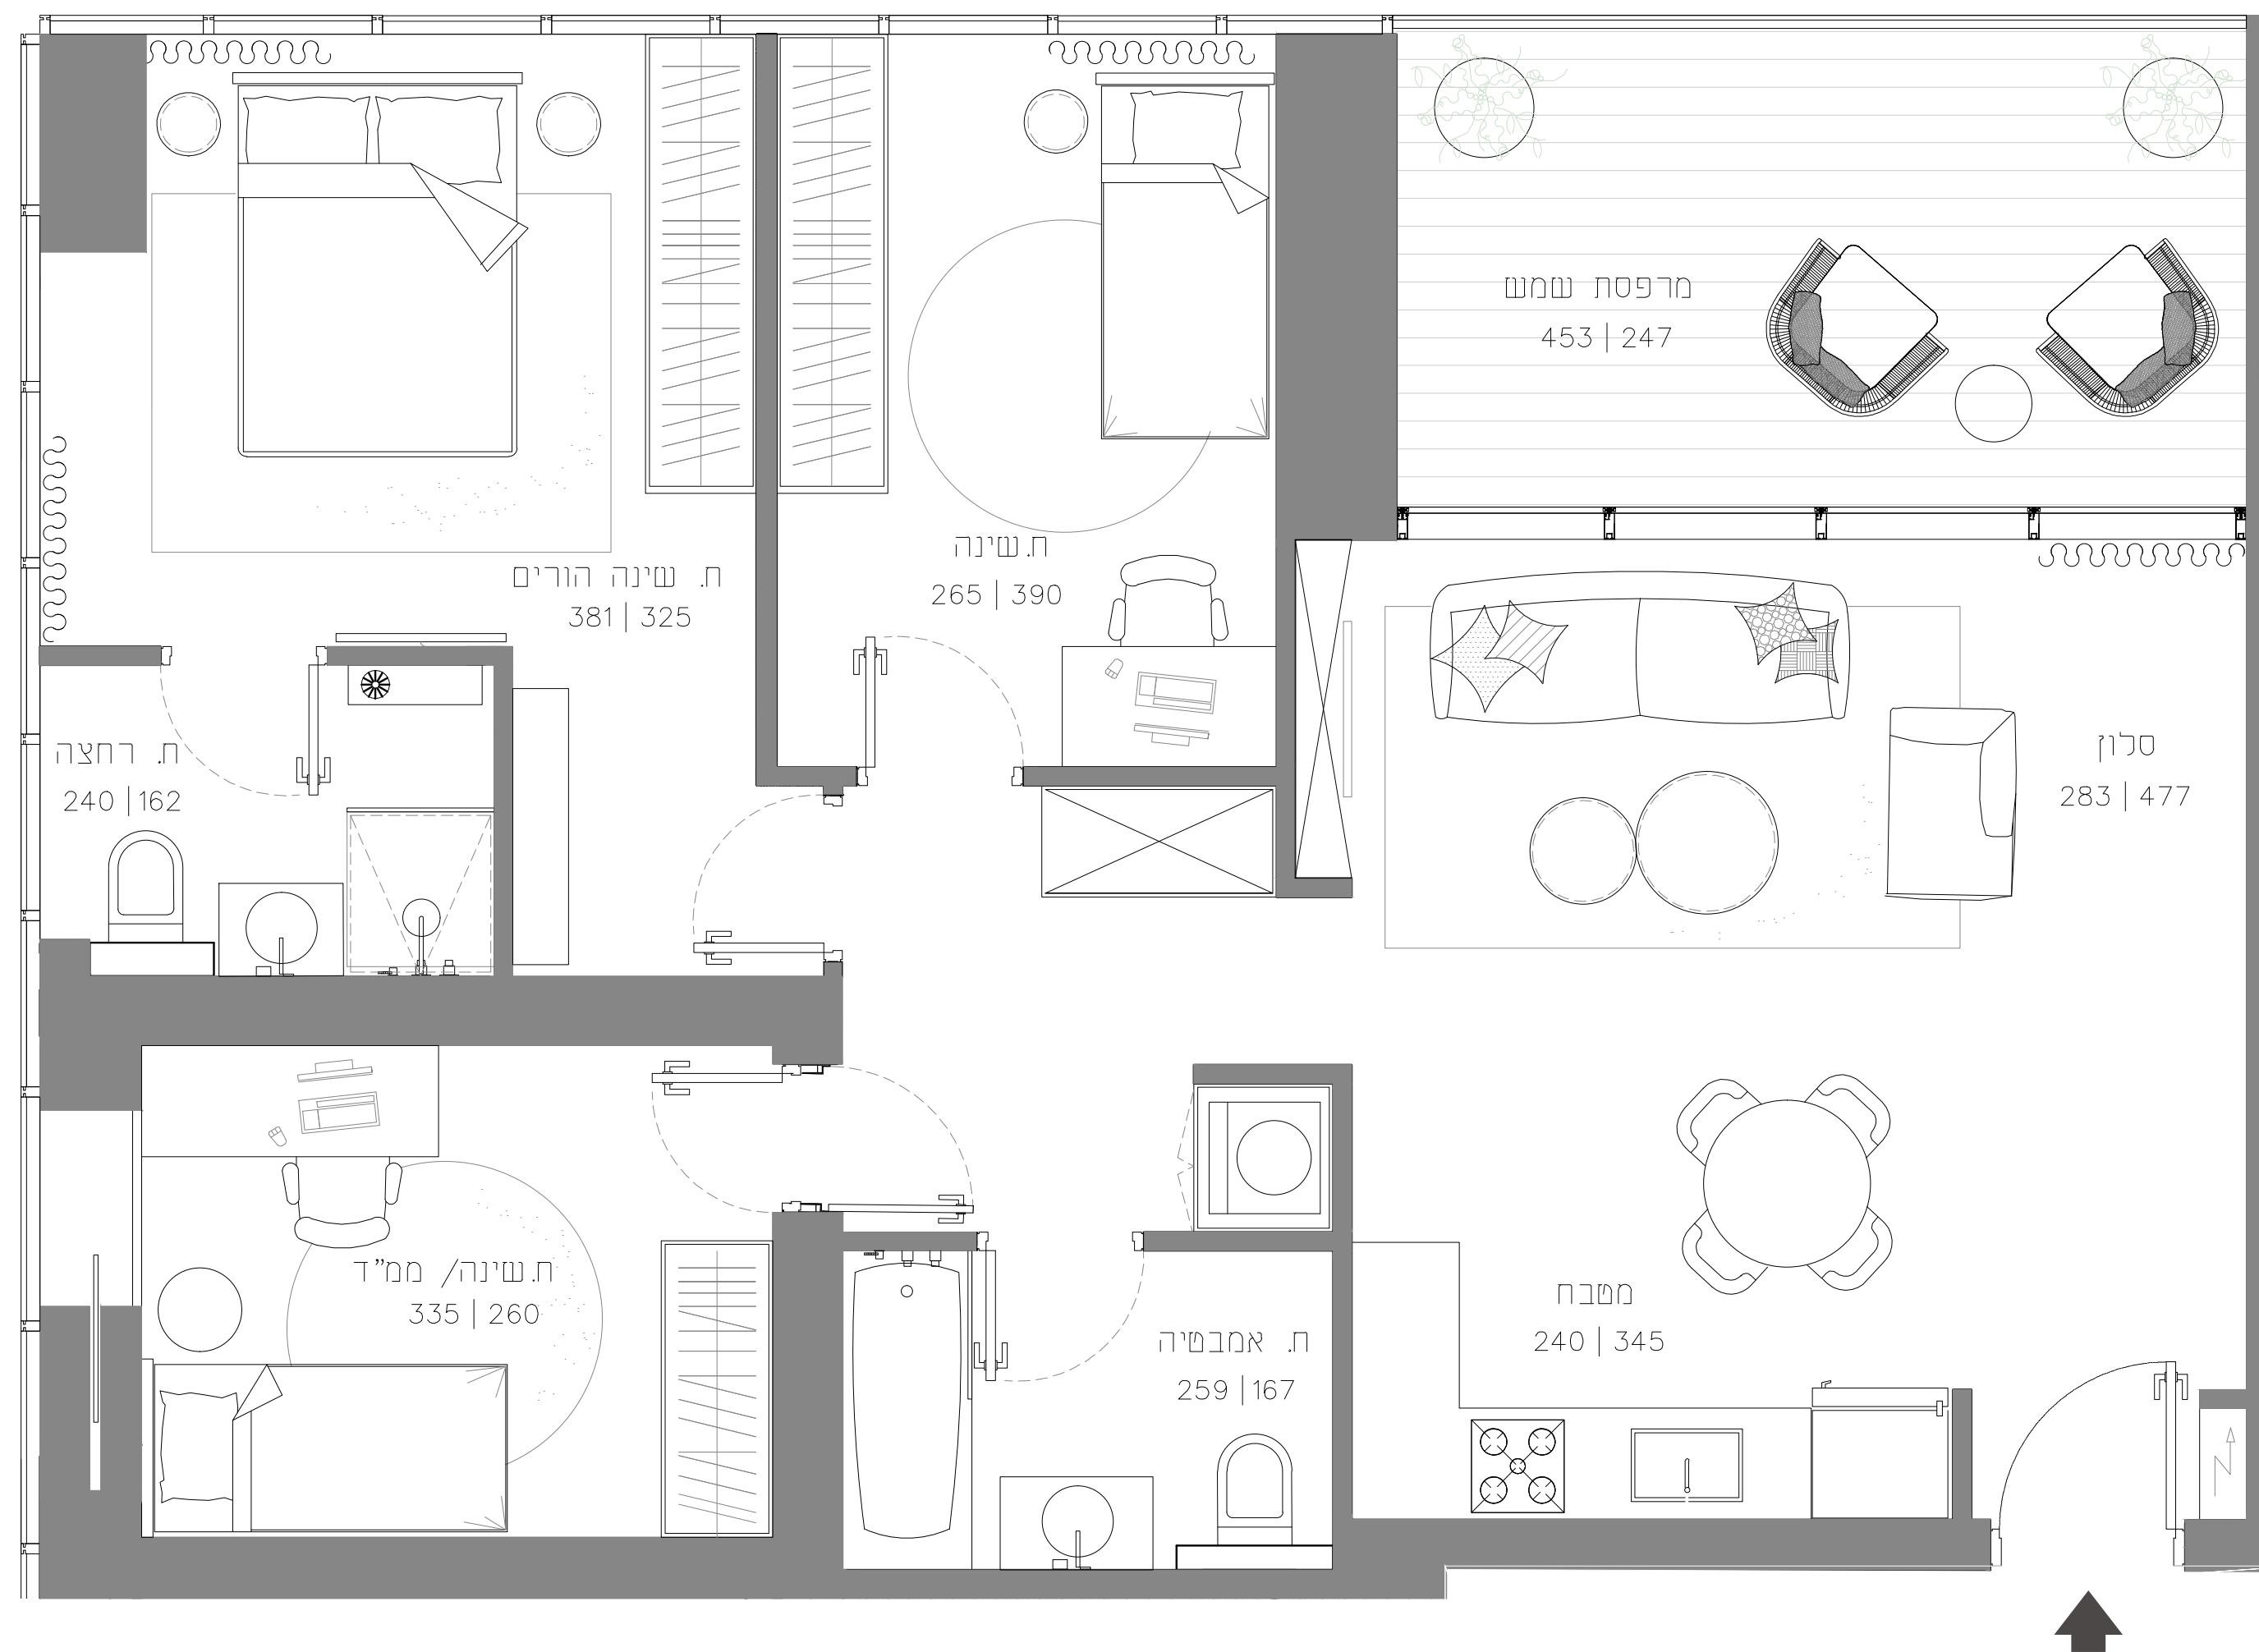 מרפסת שמש
453|247
ח.שינה
265|390
ח. שינה הורים
381|325
סלון
283|477
ח. רחצה
240|162
ח.שינה/ ממ"ד
335|260
מטבח
240|345
ח. אמבטיה
259|167